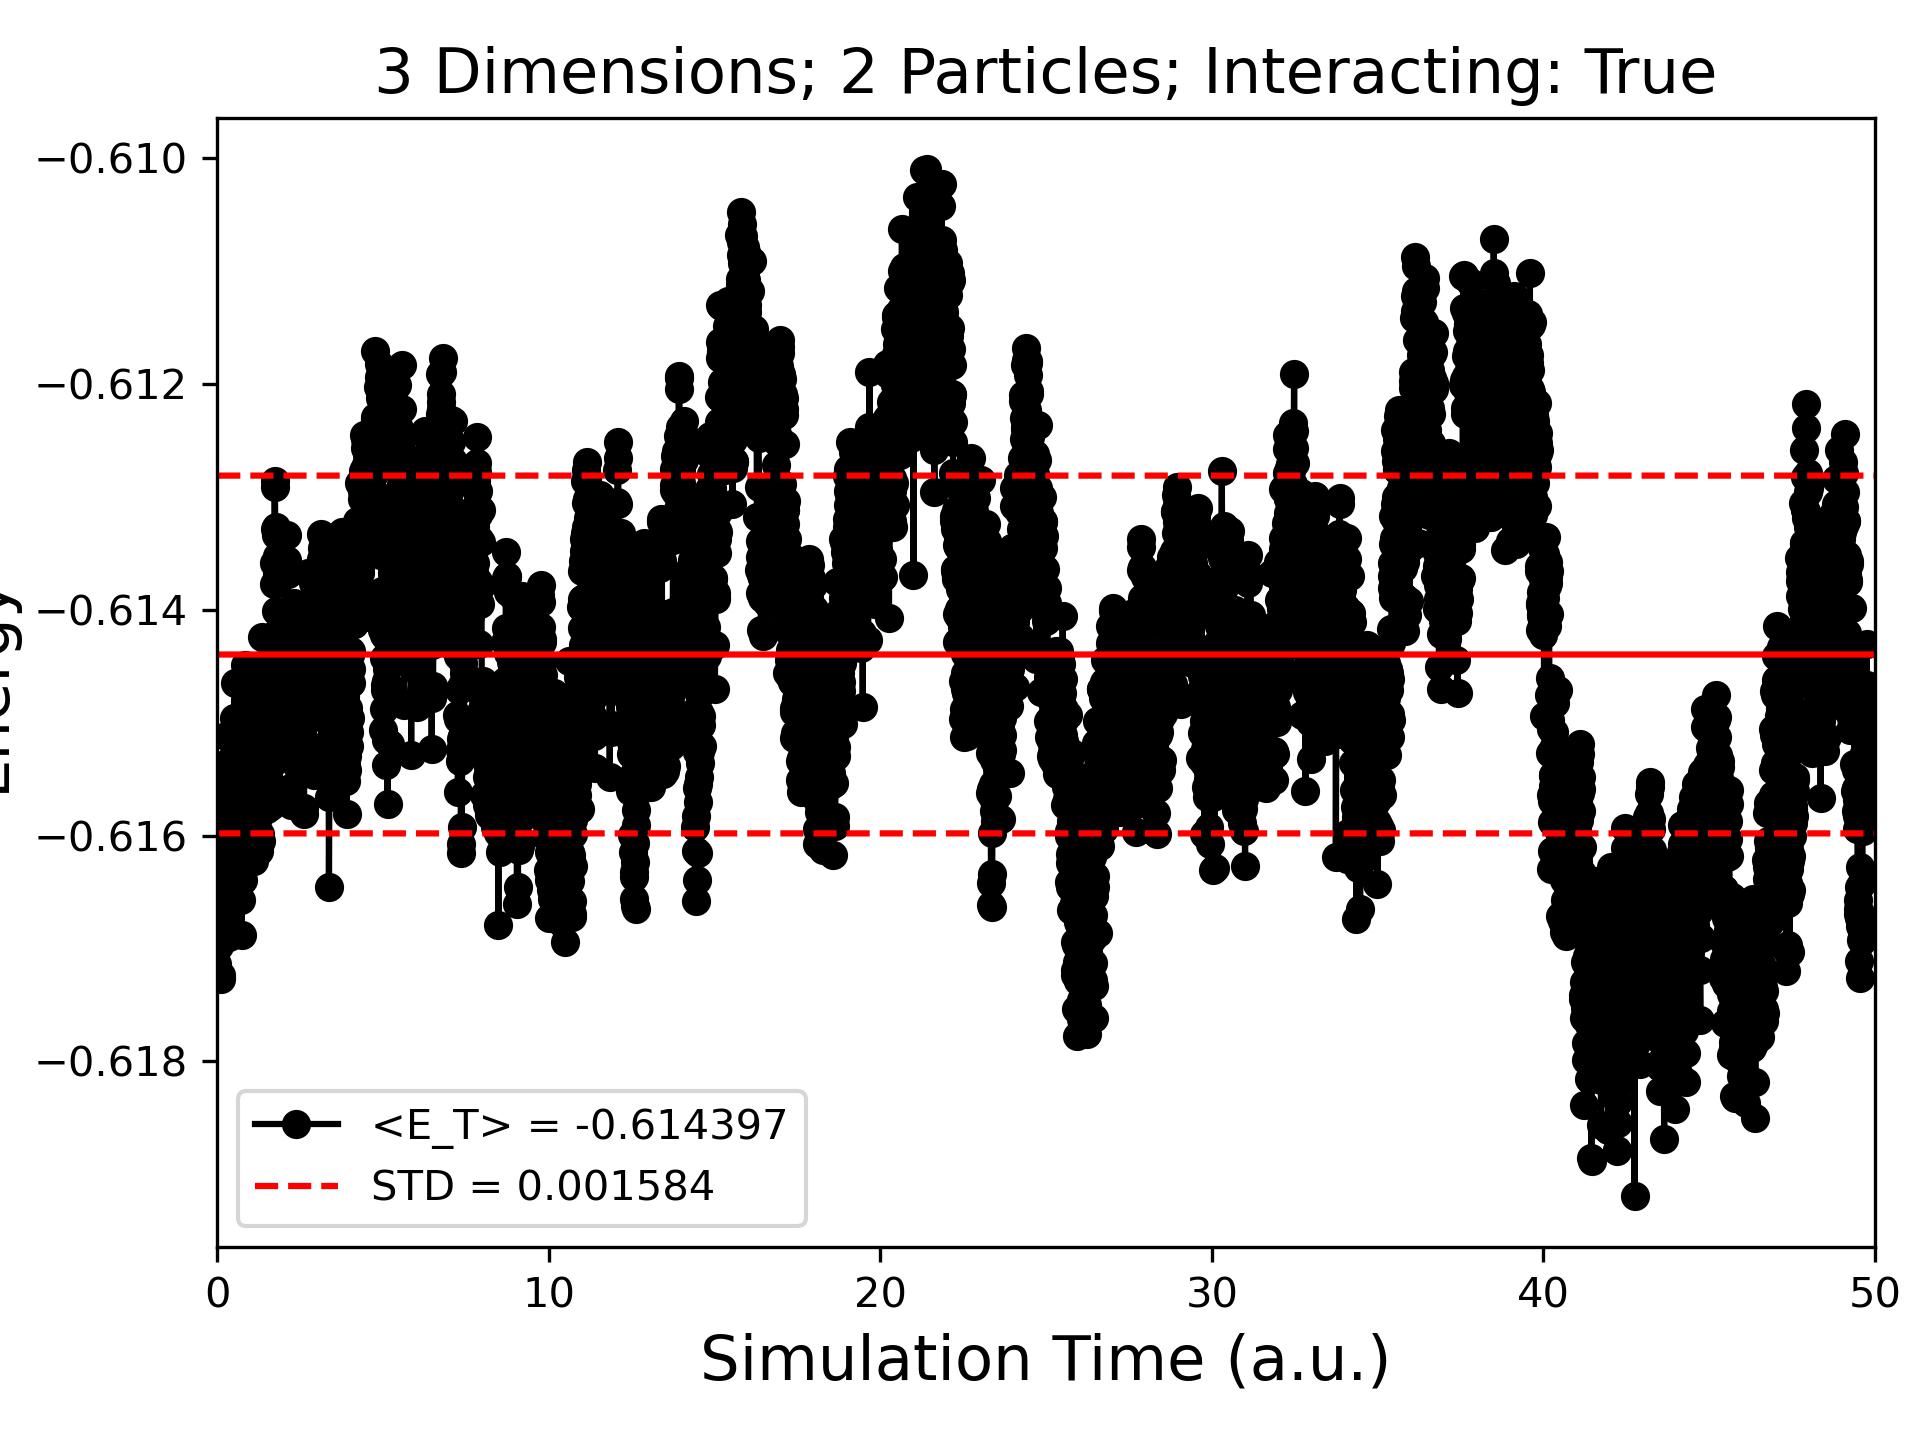 3 Dimensions; 2 Particles; Interacting: True
Energy
−0.610
−0.612
−0.614
−0.616
−0.618
<E_T> = -0.614397
STD = 0.001584
0 10 20 30 40 50
Simulation Time (a.u.)